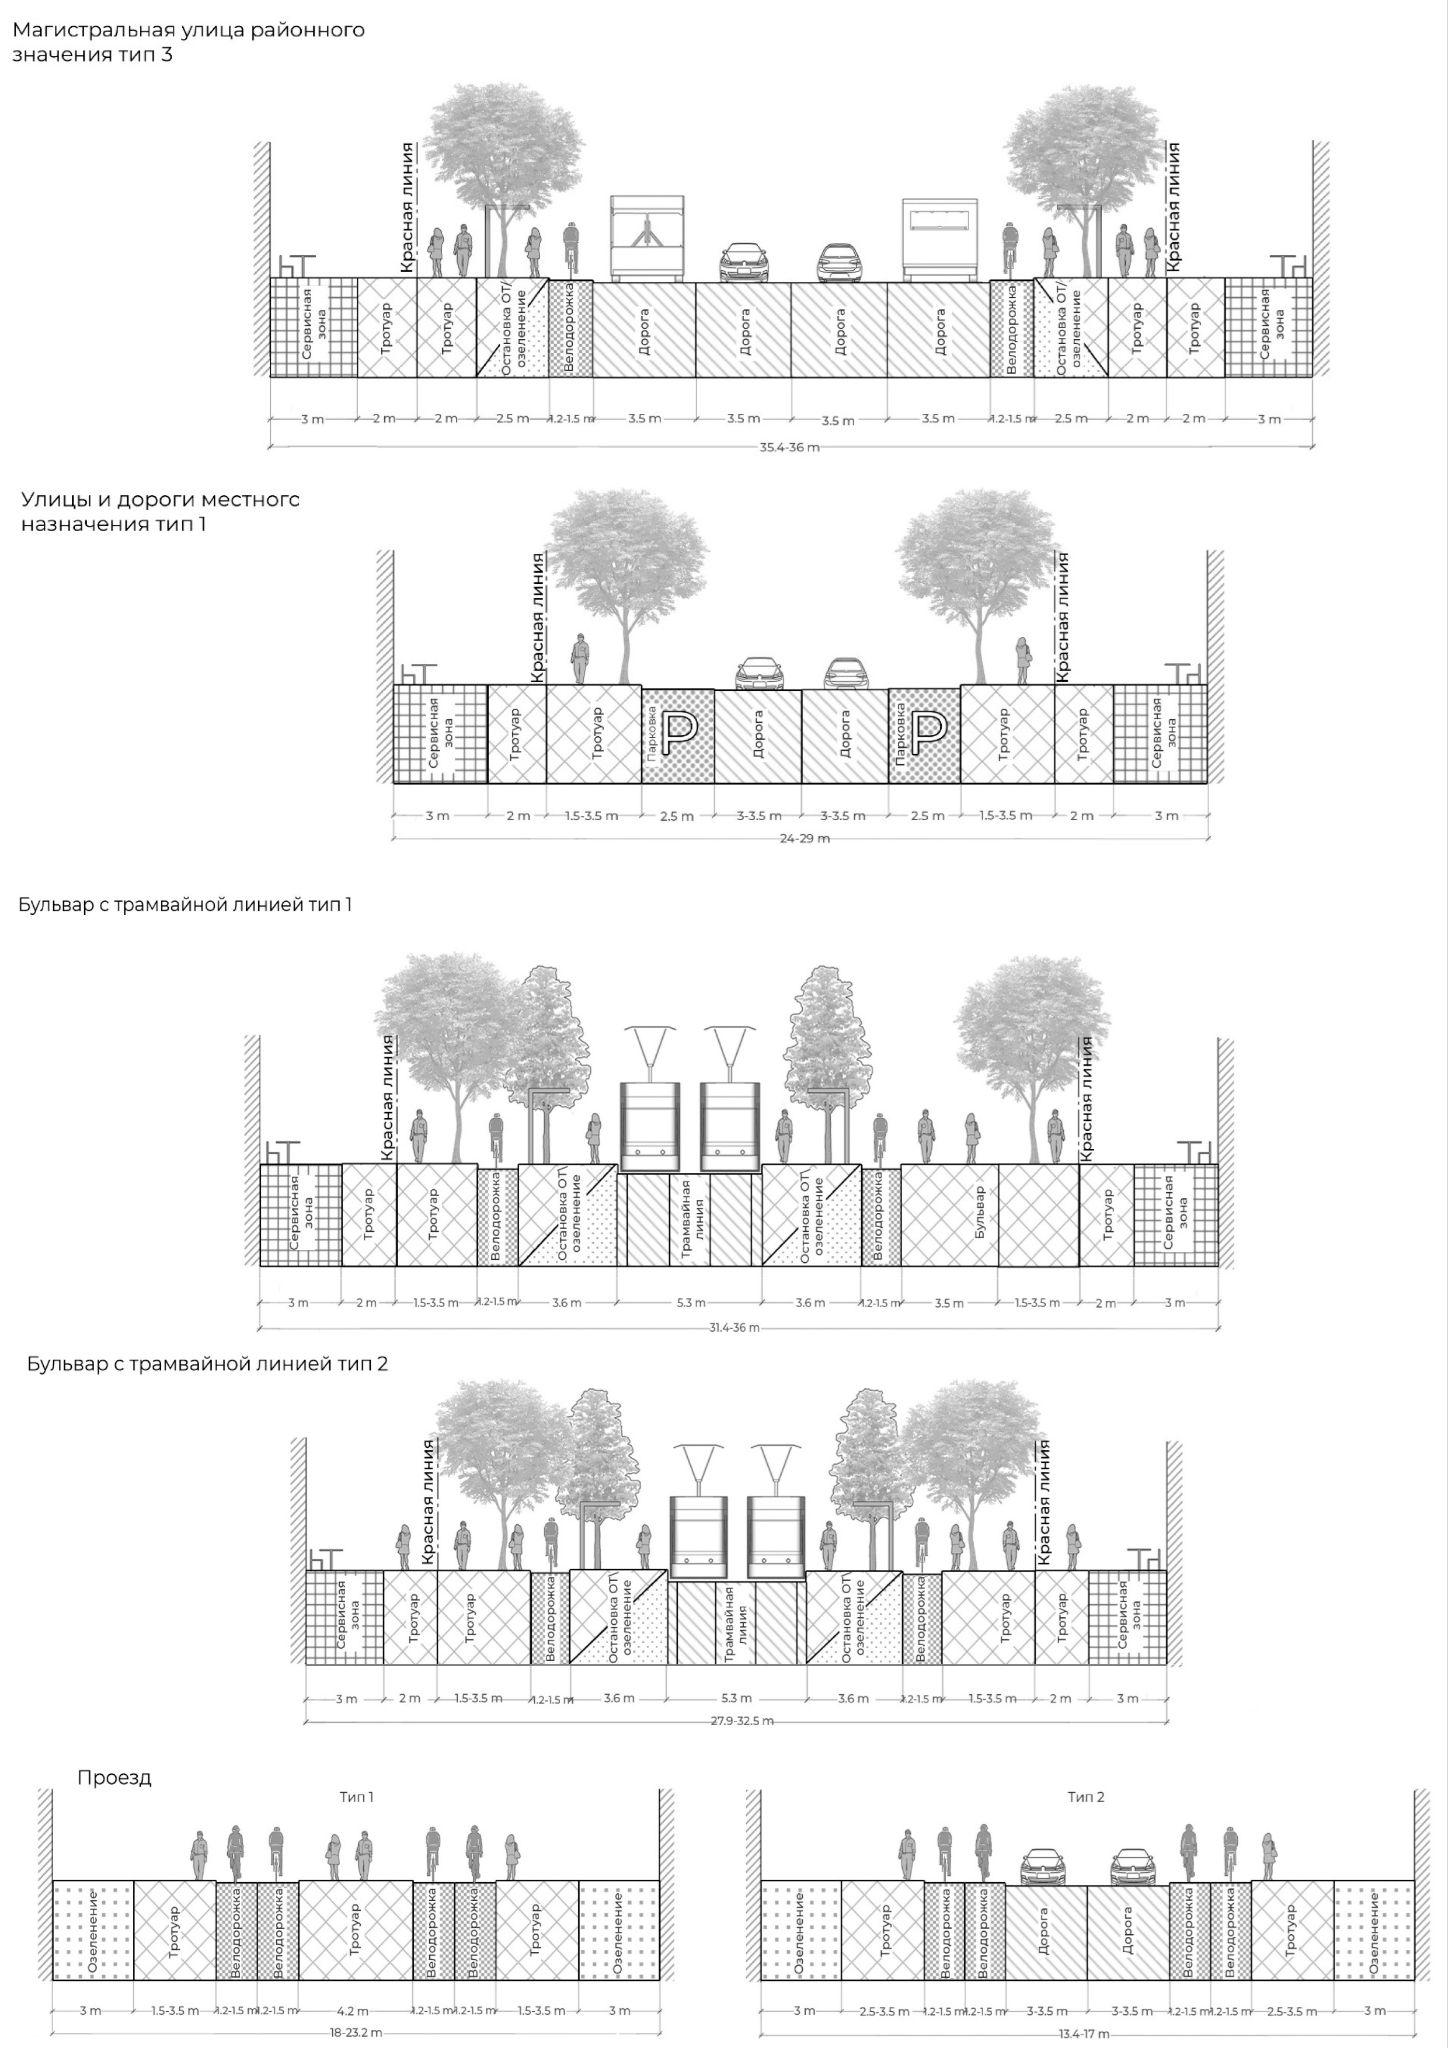 Магистральная улица районного
значения тип 3
Красная линия
Красная линия
Сервисная
зона
Тротуар
Тротуар
Остановка ОТ/
озеленение
Велодорожка
Дорога
Дорога
Дорога
Дорога
Велодорожка
Остановка ОТ/
озеленение
Тротуар
Тротуар
Сервисная
зона
3 m
2 m
2 m
2.5 m
1.2-1.5 m
3.5 m
3.5 m
3.5 m
3.5 m
1.2-1.5 m
2.5 m
2 m
2 m
3 m
35.4-36 m
Улицы и дороги местного
назначения тип 1
Красная линия
Красная линия
Сервисная
зона
Тротуар
Тротуар
Парковка
P
Дорога
Дорога
Парковка
P
Тротуар
Тротуар
Сервисная
зона
3 m
2 m
1.5-3.5 m
2.5 m
3-3.5 m
3-3.5 m
2.5 m
1.5-3.5 m
2 m
3 m
24-29 m
Бульвар с трамвайной линией тип 1
Красная линия
Красная линия
Сервисная
зона
Тротуар
Тротуар
Велодорожка
Остановка ОТ\
озеленение
Трамвайная
линия
Остановка ОТ\
озеленение
Велодорожка
Бульвар
Тротуар
Сервисная
зона
3 m
2 m
1.5-3.5 m
1.2-1.5 m
3.6 m
5.3 m
3.6 m
1.2-1.5 m
3.5 m
1.5-3.5 m
2 m
3 m
31.4-36 m
Бульвар с трамвайной линией тип 2
Красная линия
Красная линия
Сервисная
зона
Тротуар
Тротуар
Велодорожка
Остановка ОТ\
озеленение
Трамвайная
линия
Остановка ОТ\
озеленение
Велодорожка
Тротуар
Тротуар
Сервисная
зона
3 m
2 m
1.5-3.5 m
1.2-1.5 m
3.6 m
5.3 m
3.6 m
1.2-1.5 m
1.5-3.5 m
2 m
3 m
27.9-32.5 m
Проезд
Тип 1
Озеленение
Тротуар
Велодорожка
Велодорожка
Тротуар
Велодорожка
Велодорожка
Тротуар
Озеленение
3 m
1.5-3.5 m
1.2-1.5 m
1.2-1.5 m
4.2 m
1.2-1.5 m
1.2-1.5 m
1.5-3.5 m
3 m
18-23.2 m
Тип 2
Озеленение
Тротуар
Велодорожка
Велодорожка
Дорога
Дорога
Велодорожка
Велодорожка
Тротуар
Озеленение
3 m
2.5-3.5 m
1.2-1.5 m
1.2-1.5 m
3-3.5 m
3-3.5 m
1.2-1.5 m
1.2-1.5 m
2.5-3.5 m
3 m
13.4-17 m